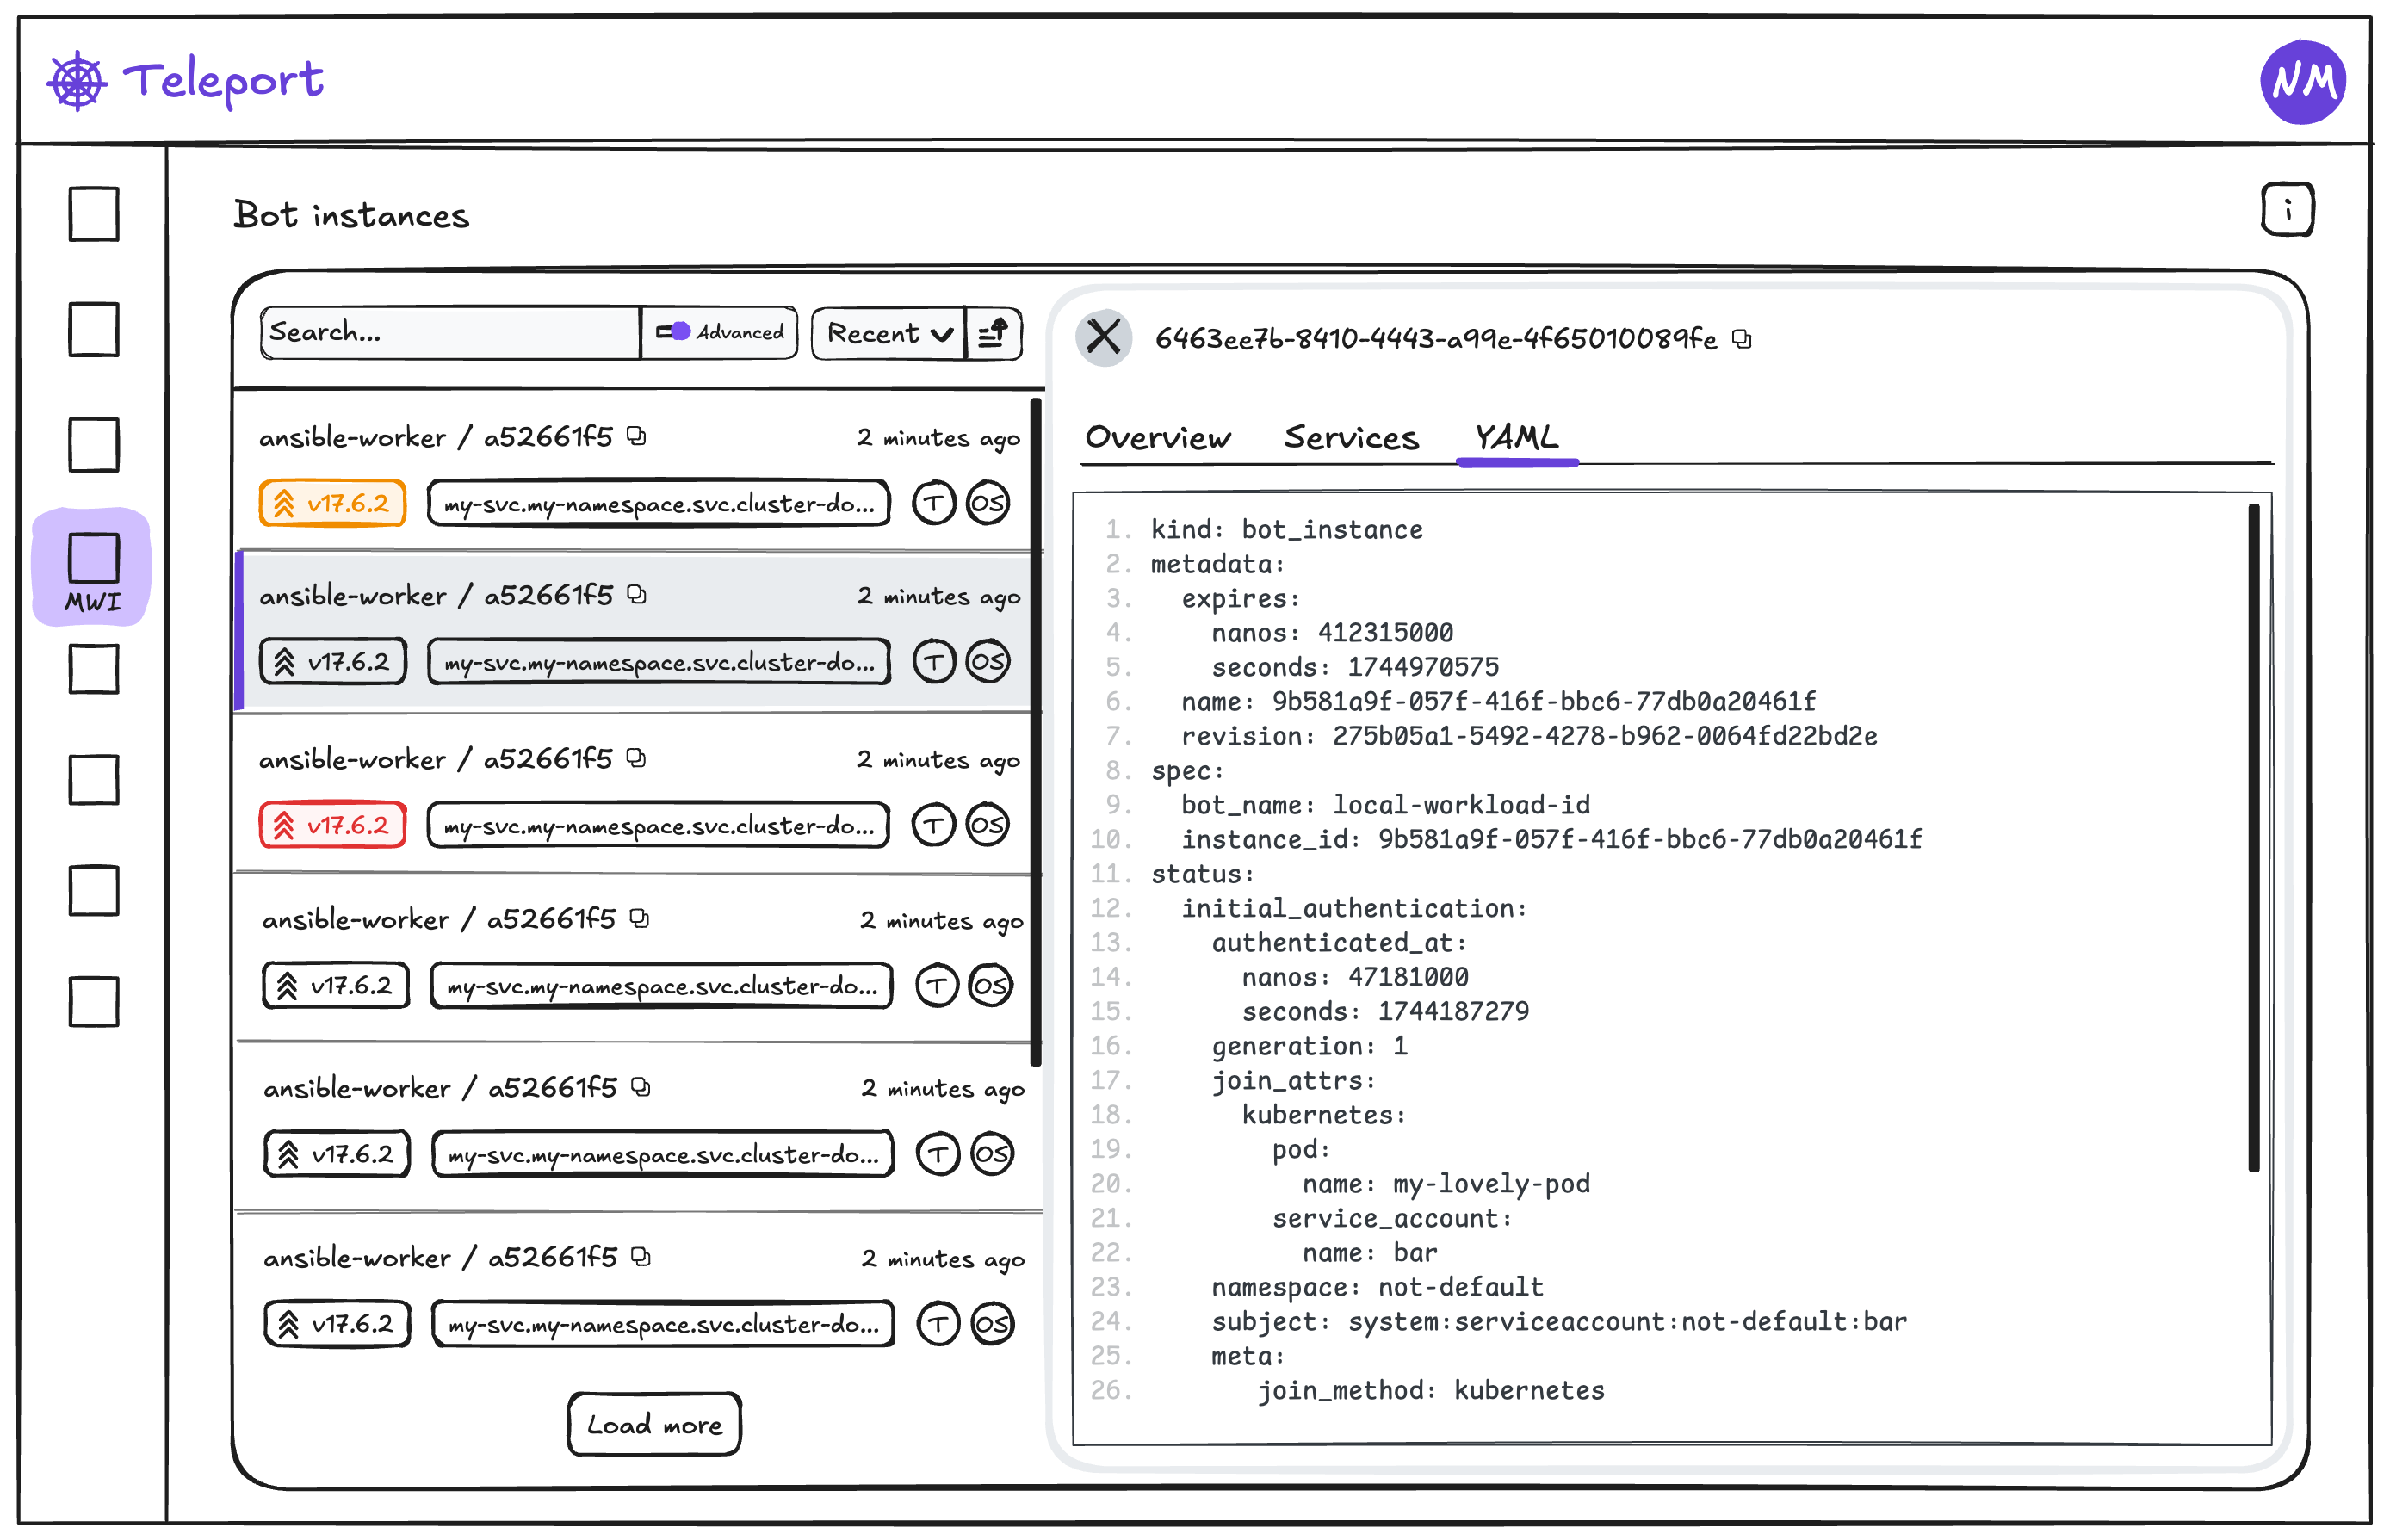 Teleport
NM
Bot instances
i
Search...
Advanced
Recent
ansible-worker / a52661f5
2 minutes ago
v17.6.2
my-svc.my-namespace.svc.cluster-do...
T
OS
ansible-worker / a52661f5
2 minutes ago
v17.6.2
my-svc.my-namespace.svc.cluster-do...
T
OS
MWI
ansible-worker / a52661f5
2 minutes ago
v17.6.2
my-svc.my-namespace.svc.cluster-do...
T
OS
ansible-worker / a52661f5
2 minutes ago
v17.6.2
my-svc.my-namespace.svc.cluster-do...
T
OS
ansible-worker / a52661f5
2 minutes ago
v17.6.2
my-svc.my-namespace.svc.cluster-do...
T
OS
ansible-worker / a52661f5
2 minutes ago
v17.6.2
my-svc.my-namespace.svc.cluster-do...
T
OS
Load more
6463ee7b-8410-4443-a99e-4f65010089fe
Overview
Services
YAML
1. kind: bot_instance
2. metadata:
3.   expires:
4.     nanos: 412315000
5.     seconds: 1744970575
6.   name: 9b581a9f-057f-416f-bbc6-77db0a20461f
7.   revision: 275b05a1-5492-4278-b962-0064fd22bd2e
8. spec:
9.   bot_name: local-workload-id
10.   instance_id: 9b581a9f-057f-416f-bbc6-77db0a20461f
11. status:
12.   initial_authentication:
13.     authenticated_at:
14.       nanos: 47181000
15.       seconds: 1744187279
16.     generation: 1
17.     join_attrs:
18.       kubernetes:
19.         pod:
20.           name: my-lovely-pod
21.         service_account:
22.           name: bar
23.     namespace: not-default
24.     subject: system:serviceaccount:not-default:bar
25.     meta:
26.        join_method: kubernetes